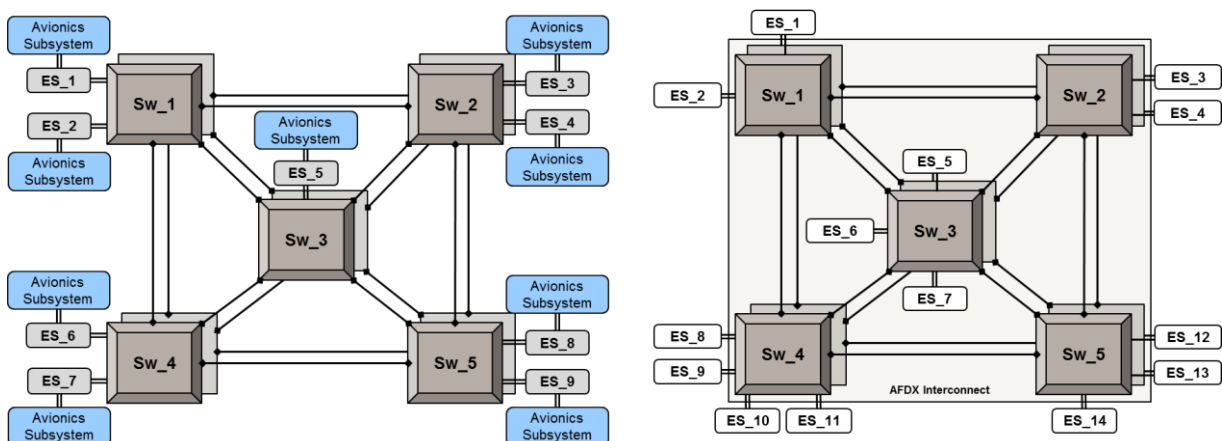 Avionics
Subsystem
ES_1
ES_2
Avionics
Subsystem
Sw_1
Sw_2
Avionics
Subsystem
ES_3
ES_4
Avionics
Subsystem
Avionics
Subsystem
ES_5
Sw_3
Avionics
Subsystem
ES_6
ES_7
Avionics
Subsystem
Sw_4
Sw_5
Avionics
Subsystem
ES_8
ES_9
Avionics
Subsystem
ES_1
ES_2
Sw_1
Sw_2
ES_3
ES_4
ES_5
ES_6
Sw_3
ES_7
ES_8
ES_9
Sw_4
ES_10
ES_11
Sw_5
ES_12
ES_13
ES_14
AFDX Interconnect